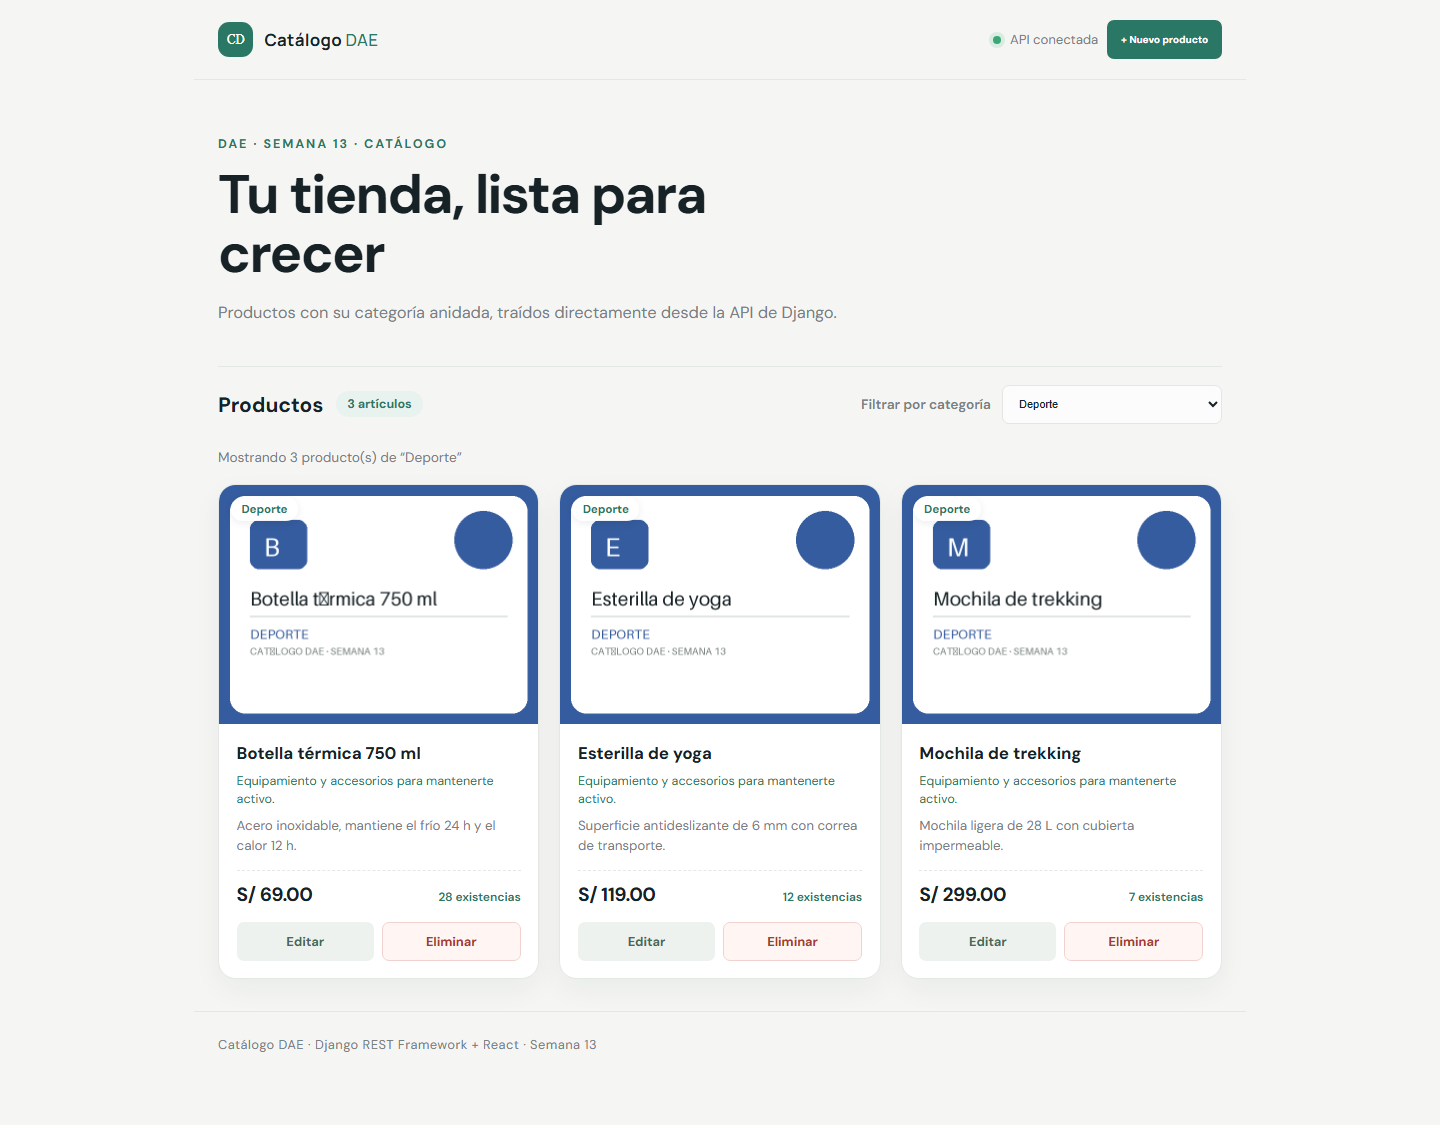 CD Catálogo DAE
API conectada
+ Nuevo producto
DAE · SEMANA 13 · CATÁLOGO
Tu tienda, lista para
crecer
Productos con su categoría anidada, traídos directamente desde la API de Django.
Productos
3 artículos
Filtrar por categoría
Deporte
Mostrando 3 producto(s) de “Deporte”
Deporte
B
Botella t▯rmica 750 ml
DEPORTE
CAT▯LOGO DAE · SEMANA 13
Botella térmica 750 ml
Equipamiento y accesorios para mantenerte
activo.
Acero inoxidable, mantiene el frío 24 h y el
calor 12 h.
S/ 69.00
28 existencias
Editar
Eliminar
Deporte
E
Esterilla de yoga
DEPORTE
CAT▯LOGO DAE · SEMANA 13
Esterilla de yoga
Equipamiento y accesorios para mantenerte
activo.
Superficie antideslizante de 6 mm con correa
de transporte.
S/ 119.00
12 existencias
Editar
Eliminar
Deporte
M
Mochila de trekking
DEPORTE
CAT▯LOGO DAE · SEMANA 13
Mochila de trekking
Equipamiento y accesorios para mantenerte
activo.
Mochila ligera de 28 L con cubierta
impermeable.
S/ 299.00
7 existencias
Editar
Eliminar
Catálogo DAE · Django REST Framework + React · Semana 13